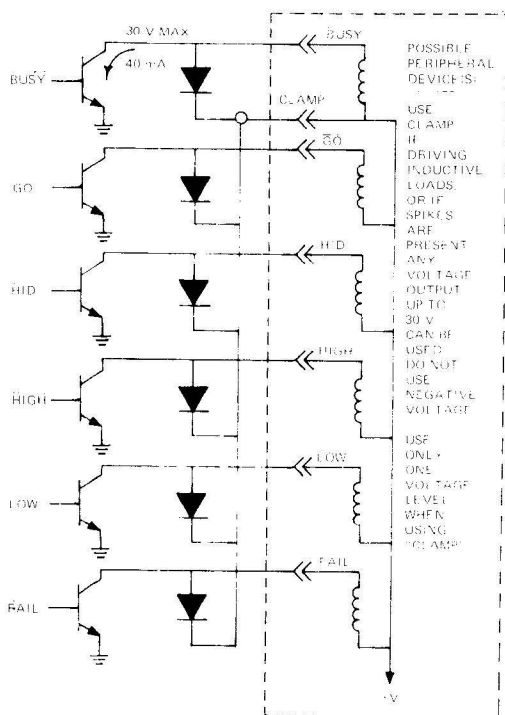 30 V MAX
40 mA
BUSY
BUSY
CLAMP
GO
GO
HID
HID
HIGH
HIGH
LOW
LOW
FAIL
FAIL
POSSIBLE
PERIPHERAL
DEVICE(S)
USE
CLAMP
IF
DRIVING
INDUCTIVE
LOADS
OR IF
SPIKES
ARE
PRESENT
ANY
VOLTAGE
OUTPUT
UP TO
30 V
CAN BE
USED
DO NOT
USE
NEGATIVE
VOLTAGE
USE
ONLY
ONE
VOLTAGE
LEVEL
WHEN
USING
"CLAMP"